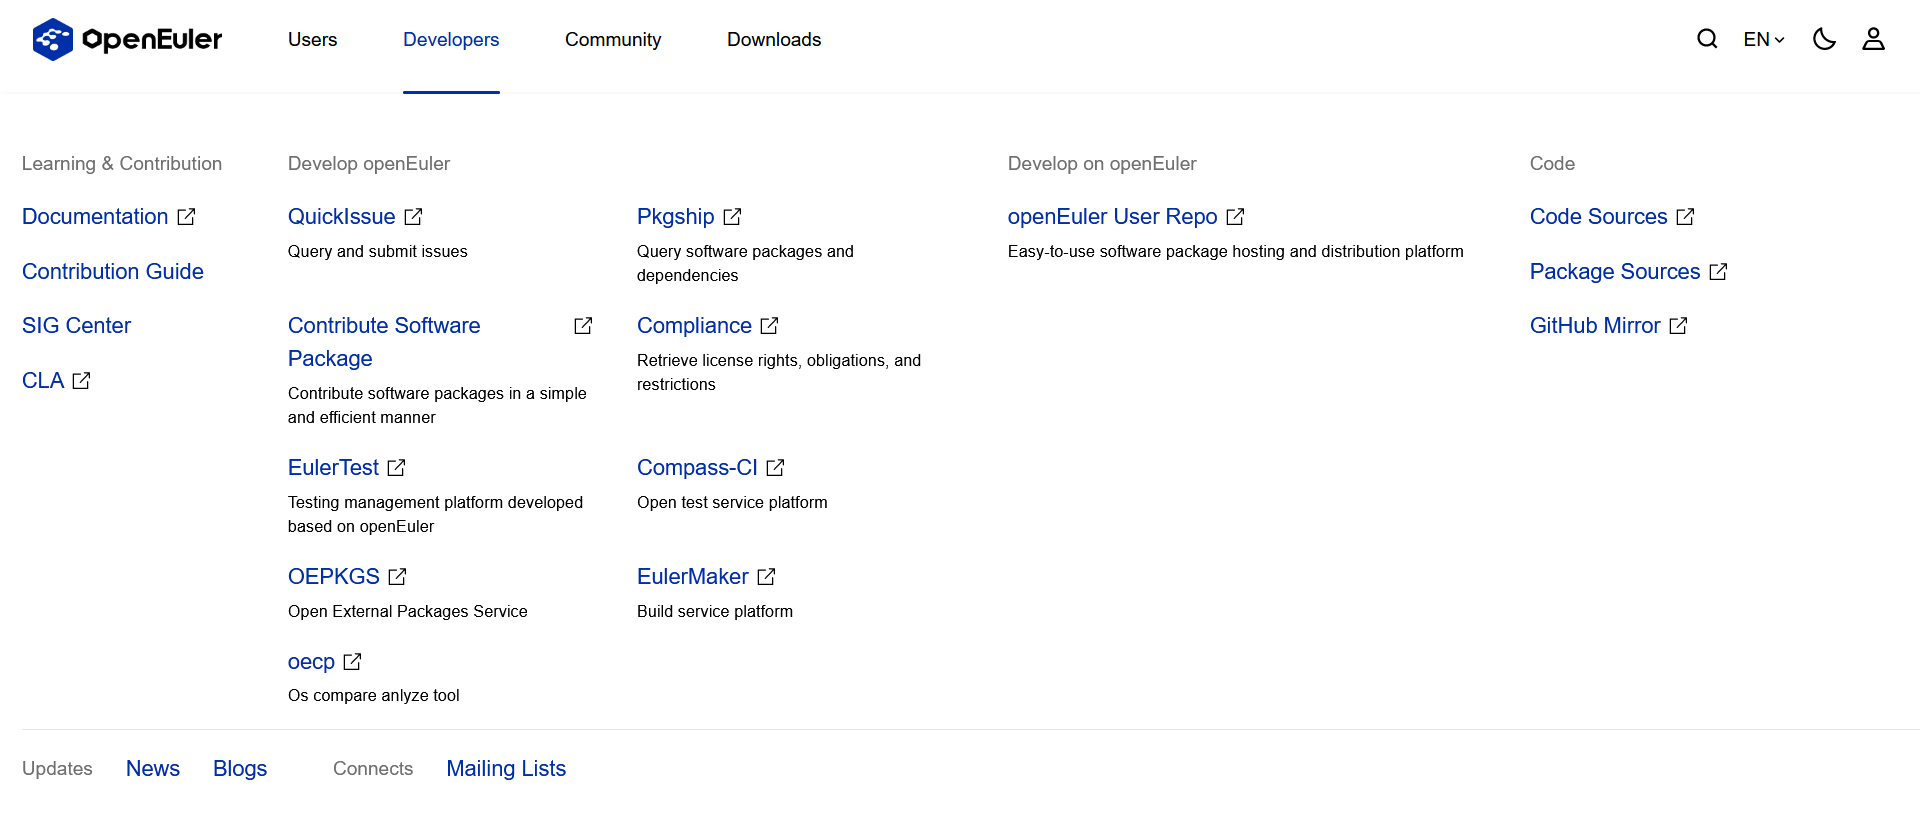 OpenEuler
Users
Developers
Community
Downloads
EN
Learning & Contribution
Documentation
Contribution Guide
SIG Center
CLA
Develop openEuler
QuickIssue
Query and submit issues
Pkgship
Query software packages and
dependencies
Contribute Software
Package
Contribute software packages in a simple
and efficient manner
Compliance
Retrieve license rights, obligations, and
restrictions
EulerTest
Testing management platform developed
based on openEuler
Compass-CI
Open test service platform
OEPKGS
Open External Packages Service
EulerMaker
Build service platform
oecp
Os compare anlyze tool
Develop on openEuler
openEuler User Repo
Easy-to-use software package hosting and distribution platform
Code
Code Sources
Package Sources
GitHub Mirror
Updates
News
Blogs
Connects
Mailing Lists